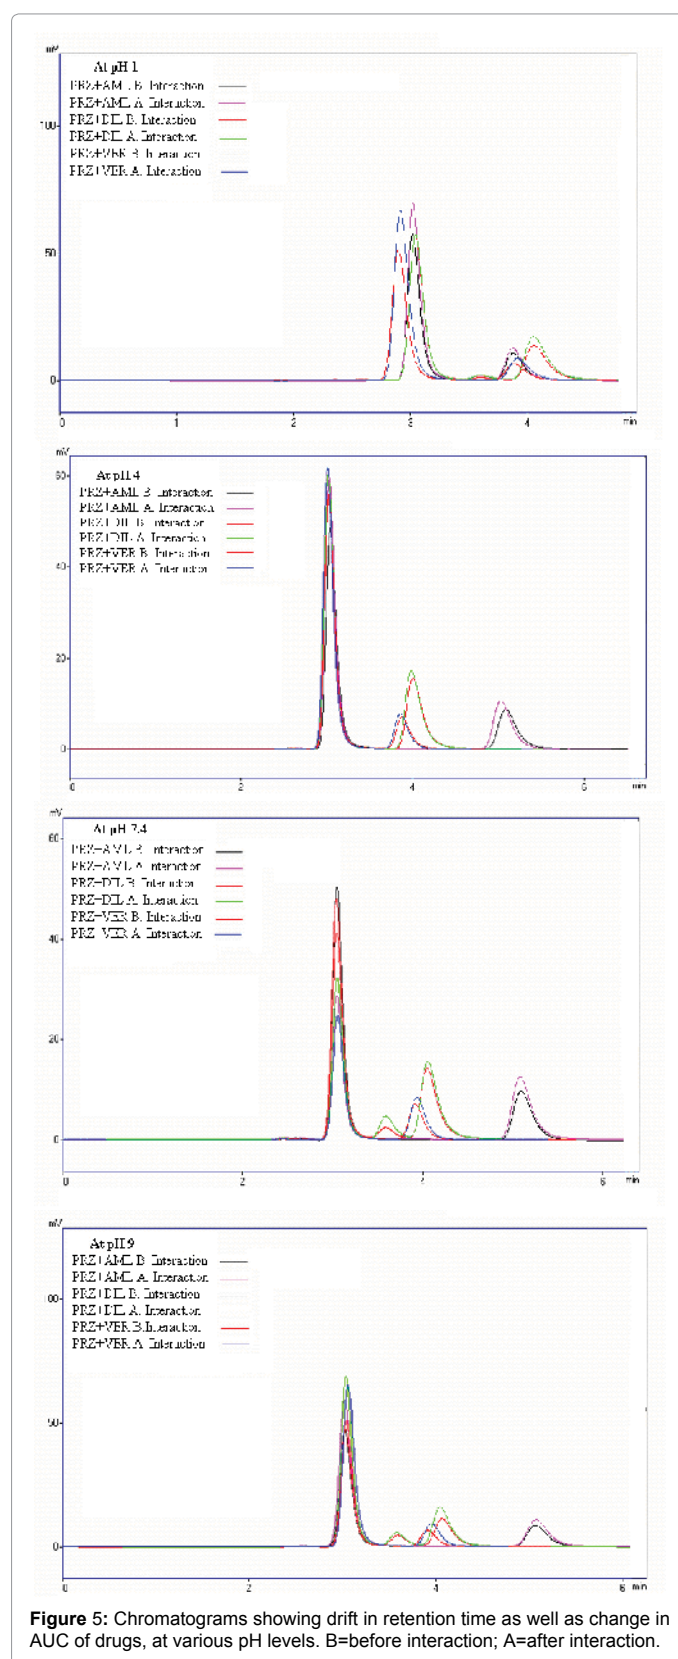 mV
At pH 1
PRZ+AML B. Interaction
PRZ+AML A. Interaction
PRZ+DIL B. Interaction
PRZ+DIL A. Interaction
PRZ+VER B. Interaction
PRZ+VER A. Interaction
100
50
0
0 1 2 3 4 min
mV
At pH 4
PRZ+AML B. Interaction
PRZ+AML A. Interaction
PRZ+DIL B. Interaction
PRZ+DIL A. Interaction
PRZ+VER B. Interaction
PRZ+VER A. Interaction
60
40
20
0
0 2 4 6 min
mV
At pH 7.4
PRZ+AML B. Interaction
PRZ+AML A. Interaction
PRZ+DIL B. Interaction
PRZ+DIL A. Interaction
PRZ+VER B. Interaction
PRZ+VER A. Interaction
60
40
20
0
0 2 4 6 min
mV
At pH 9
PRZ+AML B. Interaction
PRZ+AML A. Interaction
PRZ+DIL B. Interaction
PRZ+DIL A. Interaction
PRZ+VER B.Interaction
PRZ+VER A. Interaction
100
50
0
0 2 4 6 min
Figure 5: Chromatograms showing drift in retention time as well as change in
AUC of drugs, at various pH levels. B=before interaction; A=after interaction.